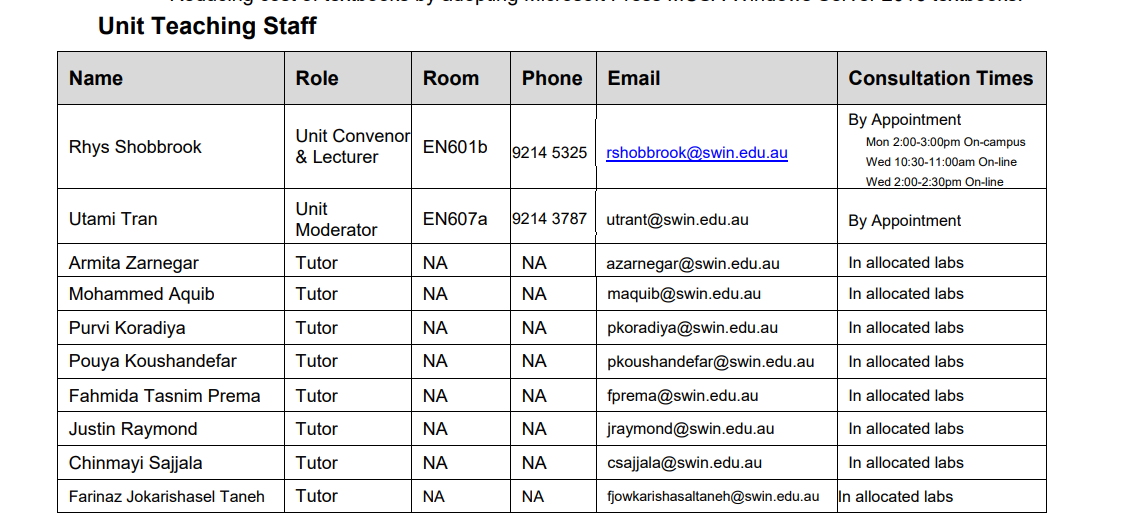 Unit Teaching Staff
Name Role Room Phone Email Consultation Times
Rhys Shobbrook Unit Convenor & Lecturer EN601b 9214 5325 rshobbrook@swin.edu.au By Appointment
Mon 2:00-3:00pm On-campus
Wed 10:30-11:00am On-line
Wed 2:00-2:30pm On-line
Utami Tran Unit Moderator EN607a 9214 3787 utrant@swin.edu.au By Appointment
Armita Zarnegar Tutor NA NA azarnegar@swin.edu.au In allocated labs
Mohammed Aquib Tutor NA NA maquib@swin.edu.au In allocated labs
Purvi Koradiya Tutor NA NA pkoradiya@swin.edu.au In allocated labs
Pouya Koushandefar Tutor NA NA pkoushandefar@swin.edu.au In allocated labs
Fahmida Tasnim Prema Tutor NA NA fprema@swin.edu.au In allocated labs
Justin Raymond Tutor NA NA jraymond@swin.edu.au In allocated labs
Chinmayi Sajjala Tutor NA NA csajjala@swin.edu.au In allocated labs
Farinaz Jokarishasel Taneh Tutor NA NA fjowkarishasaltaneh@swin.edu.au In allocated labs